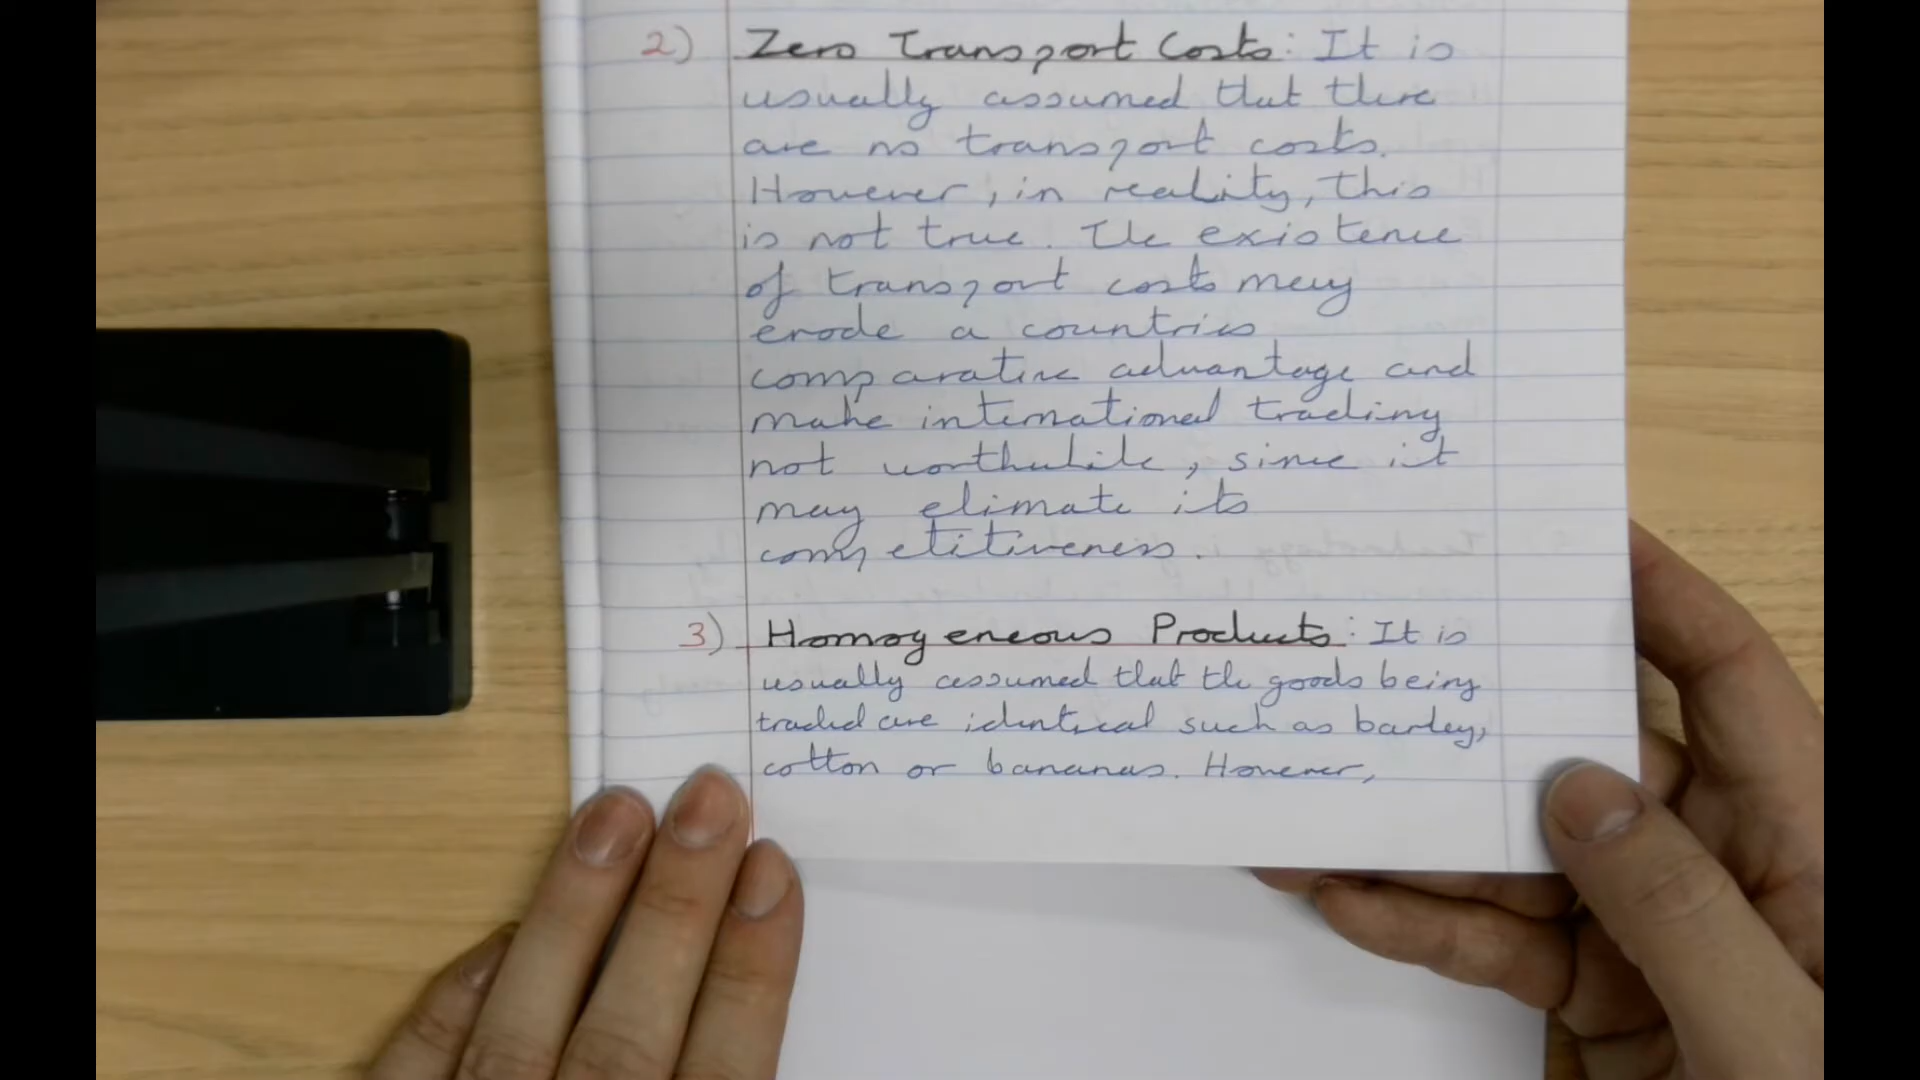 2) Zero Transport Costs: It is
usually assumed that there
are no transport costs.
However, in reality, this
is not true. The existence
of transport costs may
erode a countries
comparative advantage and
make international trading
not worthwhile, since it
may elimate its
competitiveness.
3) Homogeneous Products: It is
usually assumed that the goods being
traded are identical such as barley,
cotton or bananas. However,